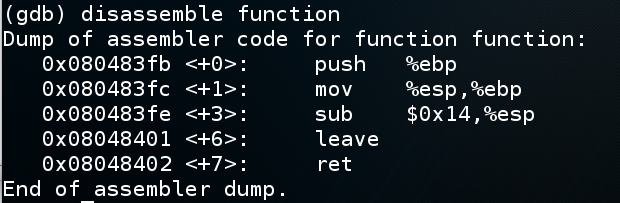 (gdb) disassemble function
Dump of assembler code for function function:
   0x080483fb <+0>:     push   %ebp
   0x080483fc <+1>:     mov    %esp,%ebp
   0x080483fe <+3>:     sub    $0x14,%esp
   0x08048401 <+6>:     leave
   0x08048402 <+7>:     ret
End of assembler dump.